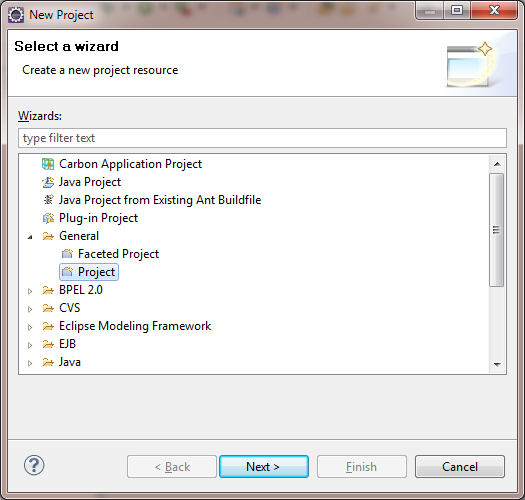 New Project
Select a wizard
Create a new project resource
Wizards:
type filter text
Carbon Application Project
Java Project
Java Project from Existing Ant Buildfile
Plug-in Project
General
Faceted Project
Project
BPEL 2.0
CVS
Eclipse Modeling Framework
EJB
Java
?
< Back
Next >
Finish
Cancel